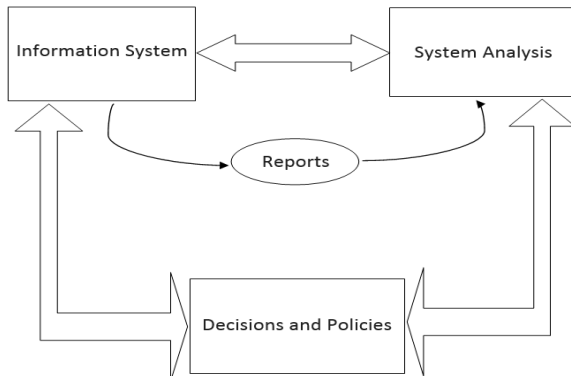 Information System
System Analysis
Reports
Decisions and Policies